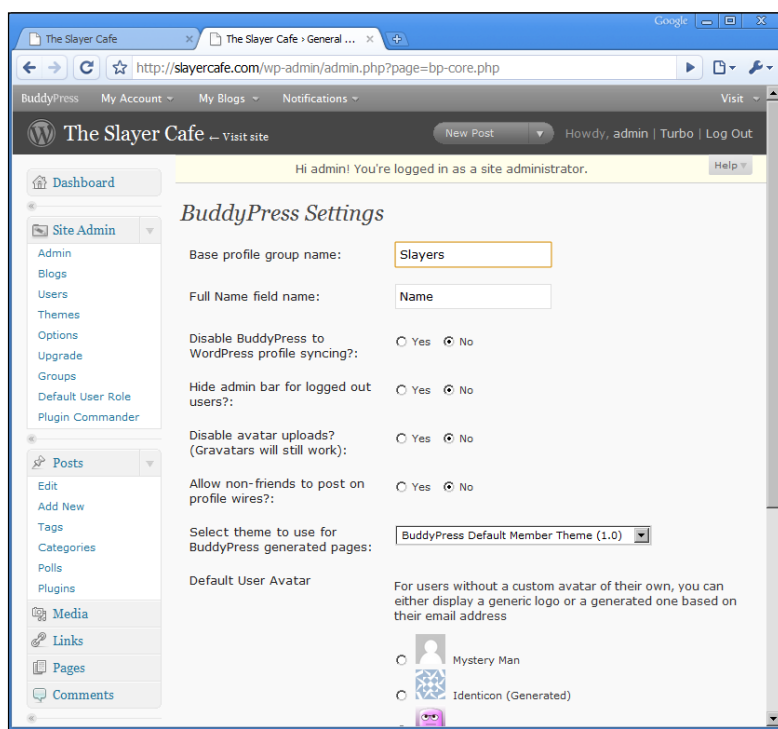 Google
The Slayer Cafe
The Slayer Cafe › General ...
http://slayercafe.com/wp-admin/admin.php?page=bp-core.php
BuddyPress My Account My Blogs Notifications Visit
The Slayer Cafe ← Visit site New Post Howdy, admin | Turbo | Log Out
Hi admin! You're logged in as a site administrator. Help
Dashboard
Site Admin
Admin
Blogs
Users
Themes
Options
Upgrade
Groups
Default User Role
Plugin Commander
Posts
Edit
Add New
Tags
Categories
Polls
Plugins
Media
Links
Pages
Comments
BuddyPress Settings
Base profile group name: Slayers
Full Name field name: Name
Disable BuddyPress to
WordPress profile syncing?: Yes No
Hide admin bar for logged out
users?: Yes No
Disable avatar uploads?
(Gravatars will still work): Yes No
Allow non-friends to post on
profile wires?: Yes No
Select theme to use for
BuddyPress generated pages: BuddyPress Default Member Theme (1.0)
Default User Avatar
For users without a custom avatar of their own, you can
either display a generic logo or a generated one based on
their email address
Mystery Man
Identicon (Generated)